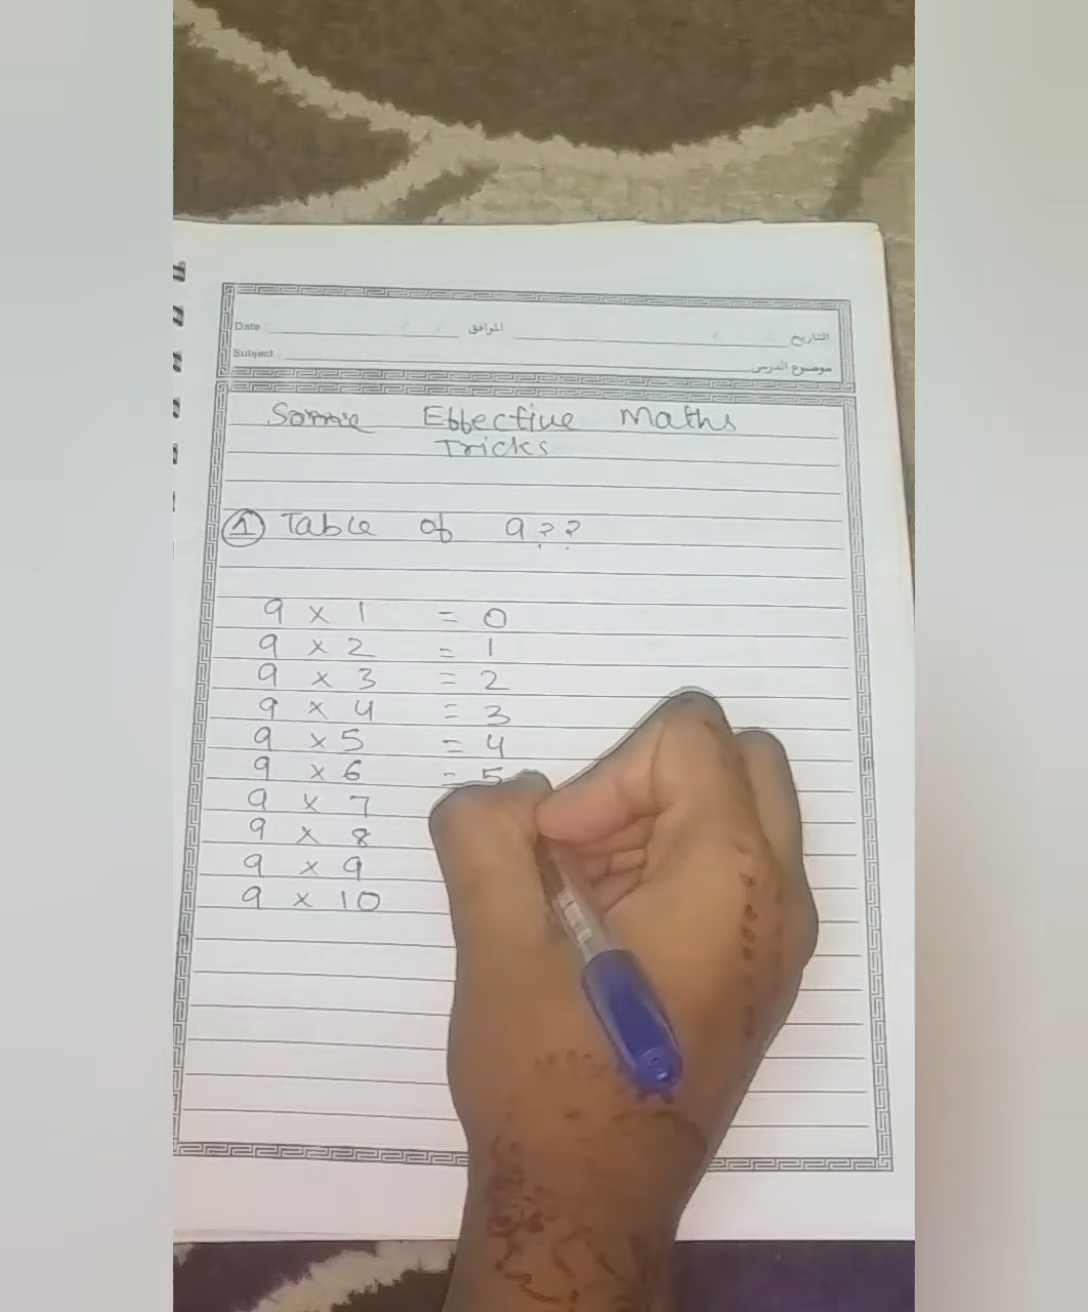 Date الموافق التاريخ
Subject موضوع الدرس
Some Effective Maths
Tricks
1 Table of 9??
9 × 1 = 0
9 × 2 = 1
9 × 3 = 2
9 × 4 = 3
9 × 5 = 4
9 × 6 = 5
9 × 7
9 × 8
9 × 9
9 × 10